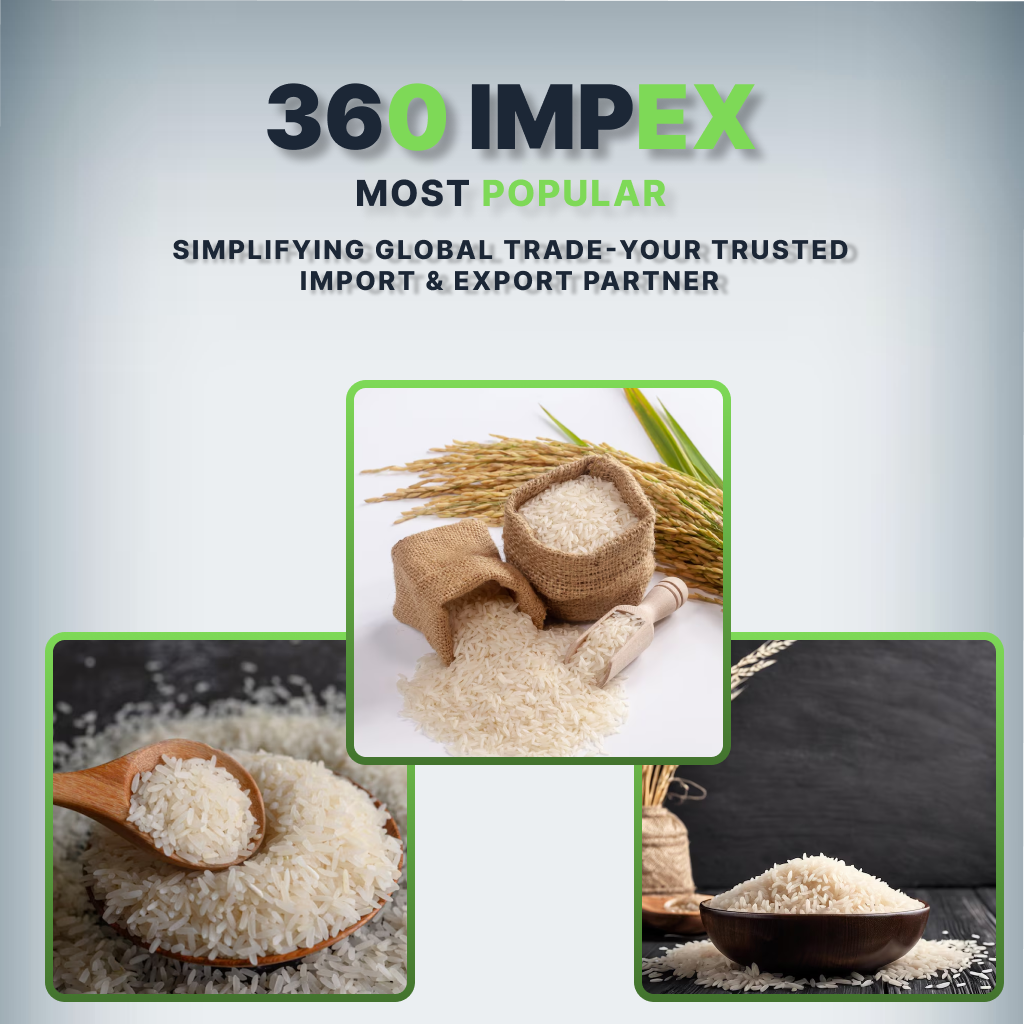 360 IMPEX
MOST POPULAR
SIMPLIFYING GLOBAL TRADE-YOUR TRUSTED
IMPORT & EXPORT PARTNER